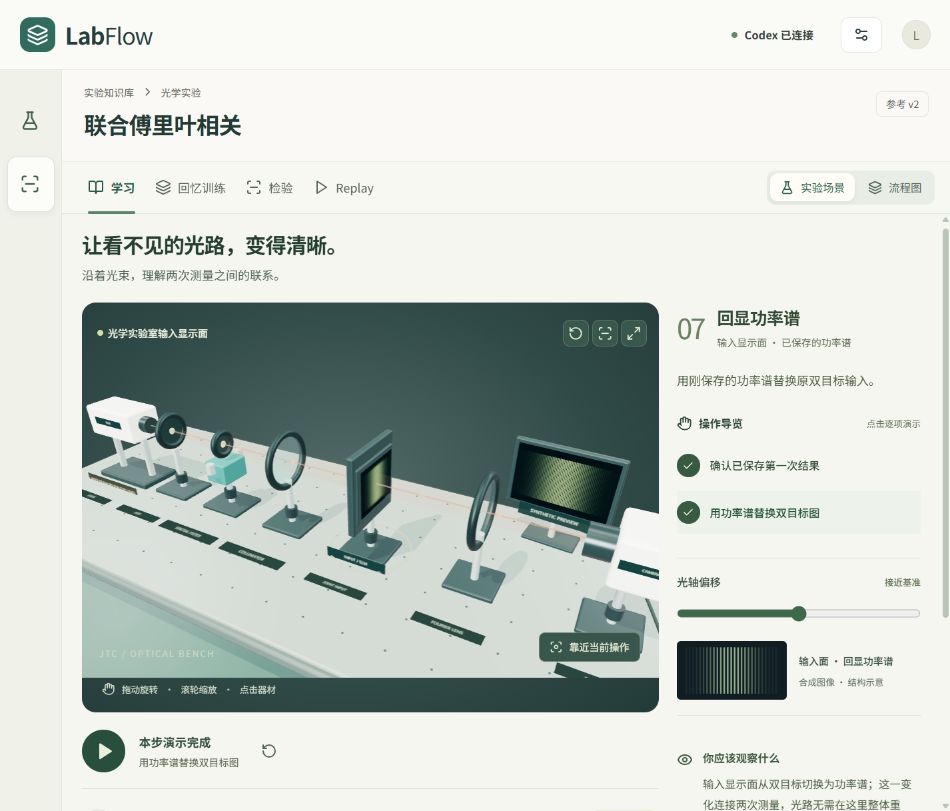 LabFlow
Codex 已连接
L
实验知识库 > 光学实验
联合傅里叶相关
参考 v2
学习
回忆训练
检验
Replay
实验场景
流程图
让看不见的光路，变得清晰。
沿着光束，理解两次测量之间的联系。
光学实验室输入显示面
SYNTHETIC PREVIEW
FOURIER LENS
JTC / OPTICAL BENCH
靠近当前操作
拖动旋转 · 滚轮缩放 · 点击器材
本步演示完成
用功率谱替换双目标图
07
回显功率谱
输入显示面 · 已保存的功率谱
用刚保存的功率谱替换原双目标输入。
操作导览
点击逐项演示
确认已保存第一次结果
用功率谱替换双目标图
光轴偏移
接近基准
输入面 · 回显功率谱
合成图像 · 结构示意
你应该观察什么
输入显示面从双目标切换为功率谱；这一变
化连接两次测量，光路无需在这里整体重